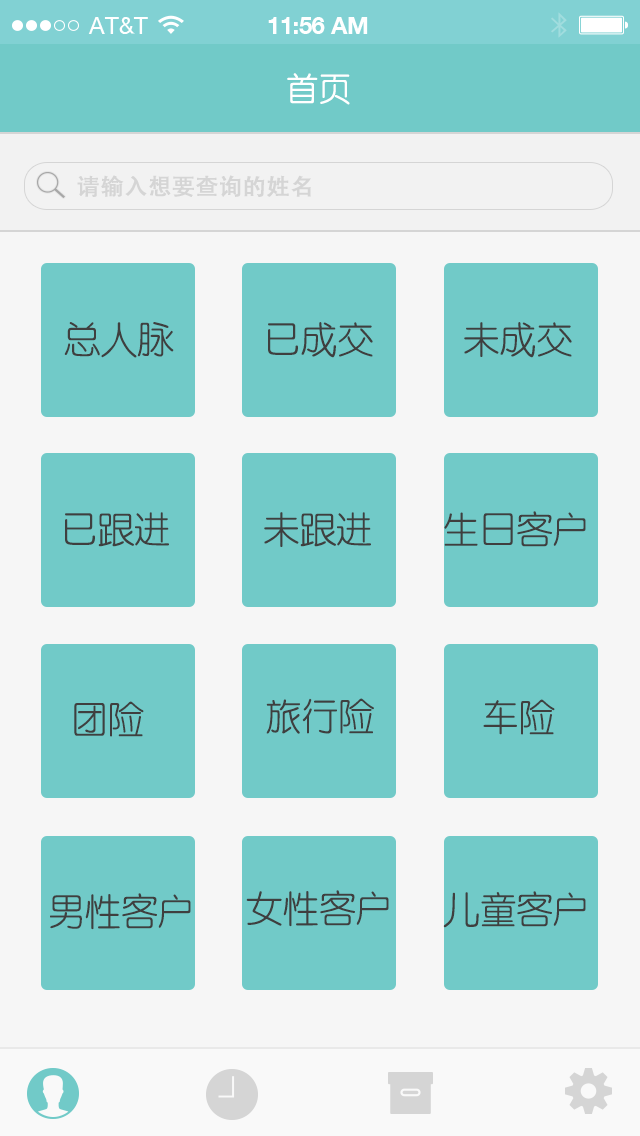 AT&T 11:56 AM
首页
请输入想要查询的姓名
总人脉 已成交 未成交
已跟进 未跟进 生日客户
团险 旅行险 车险
男性客户 女性客户 儿童客户